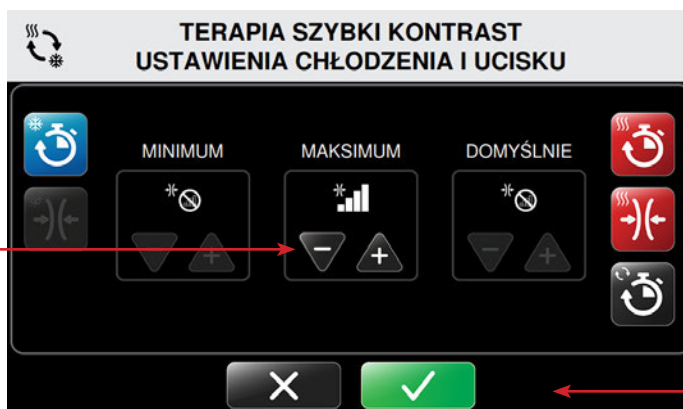 TERAPIA SZYBKI KONTRAST
USTAWIENIA CHŁODZENIA I UCISKU
MINIMUM
MAKSIMUM
DOMYŚLNIE